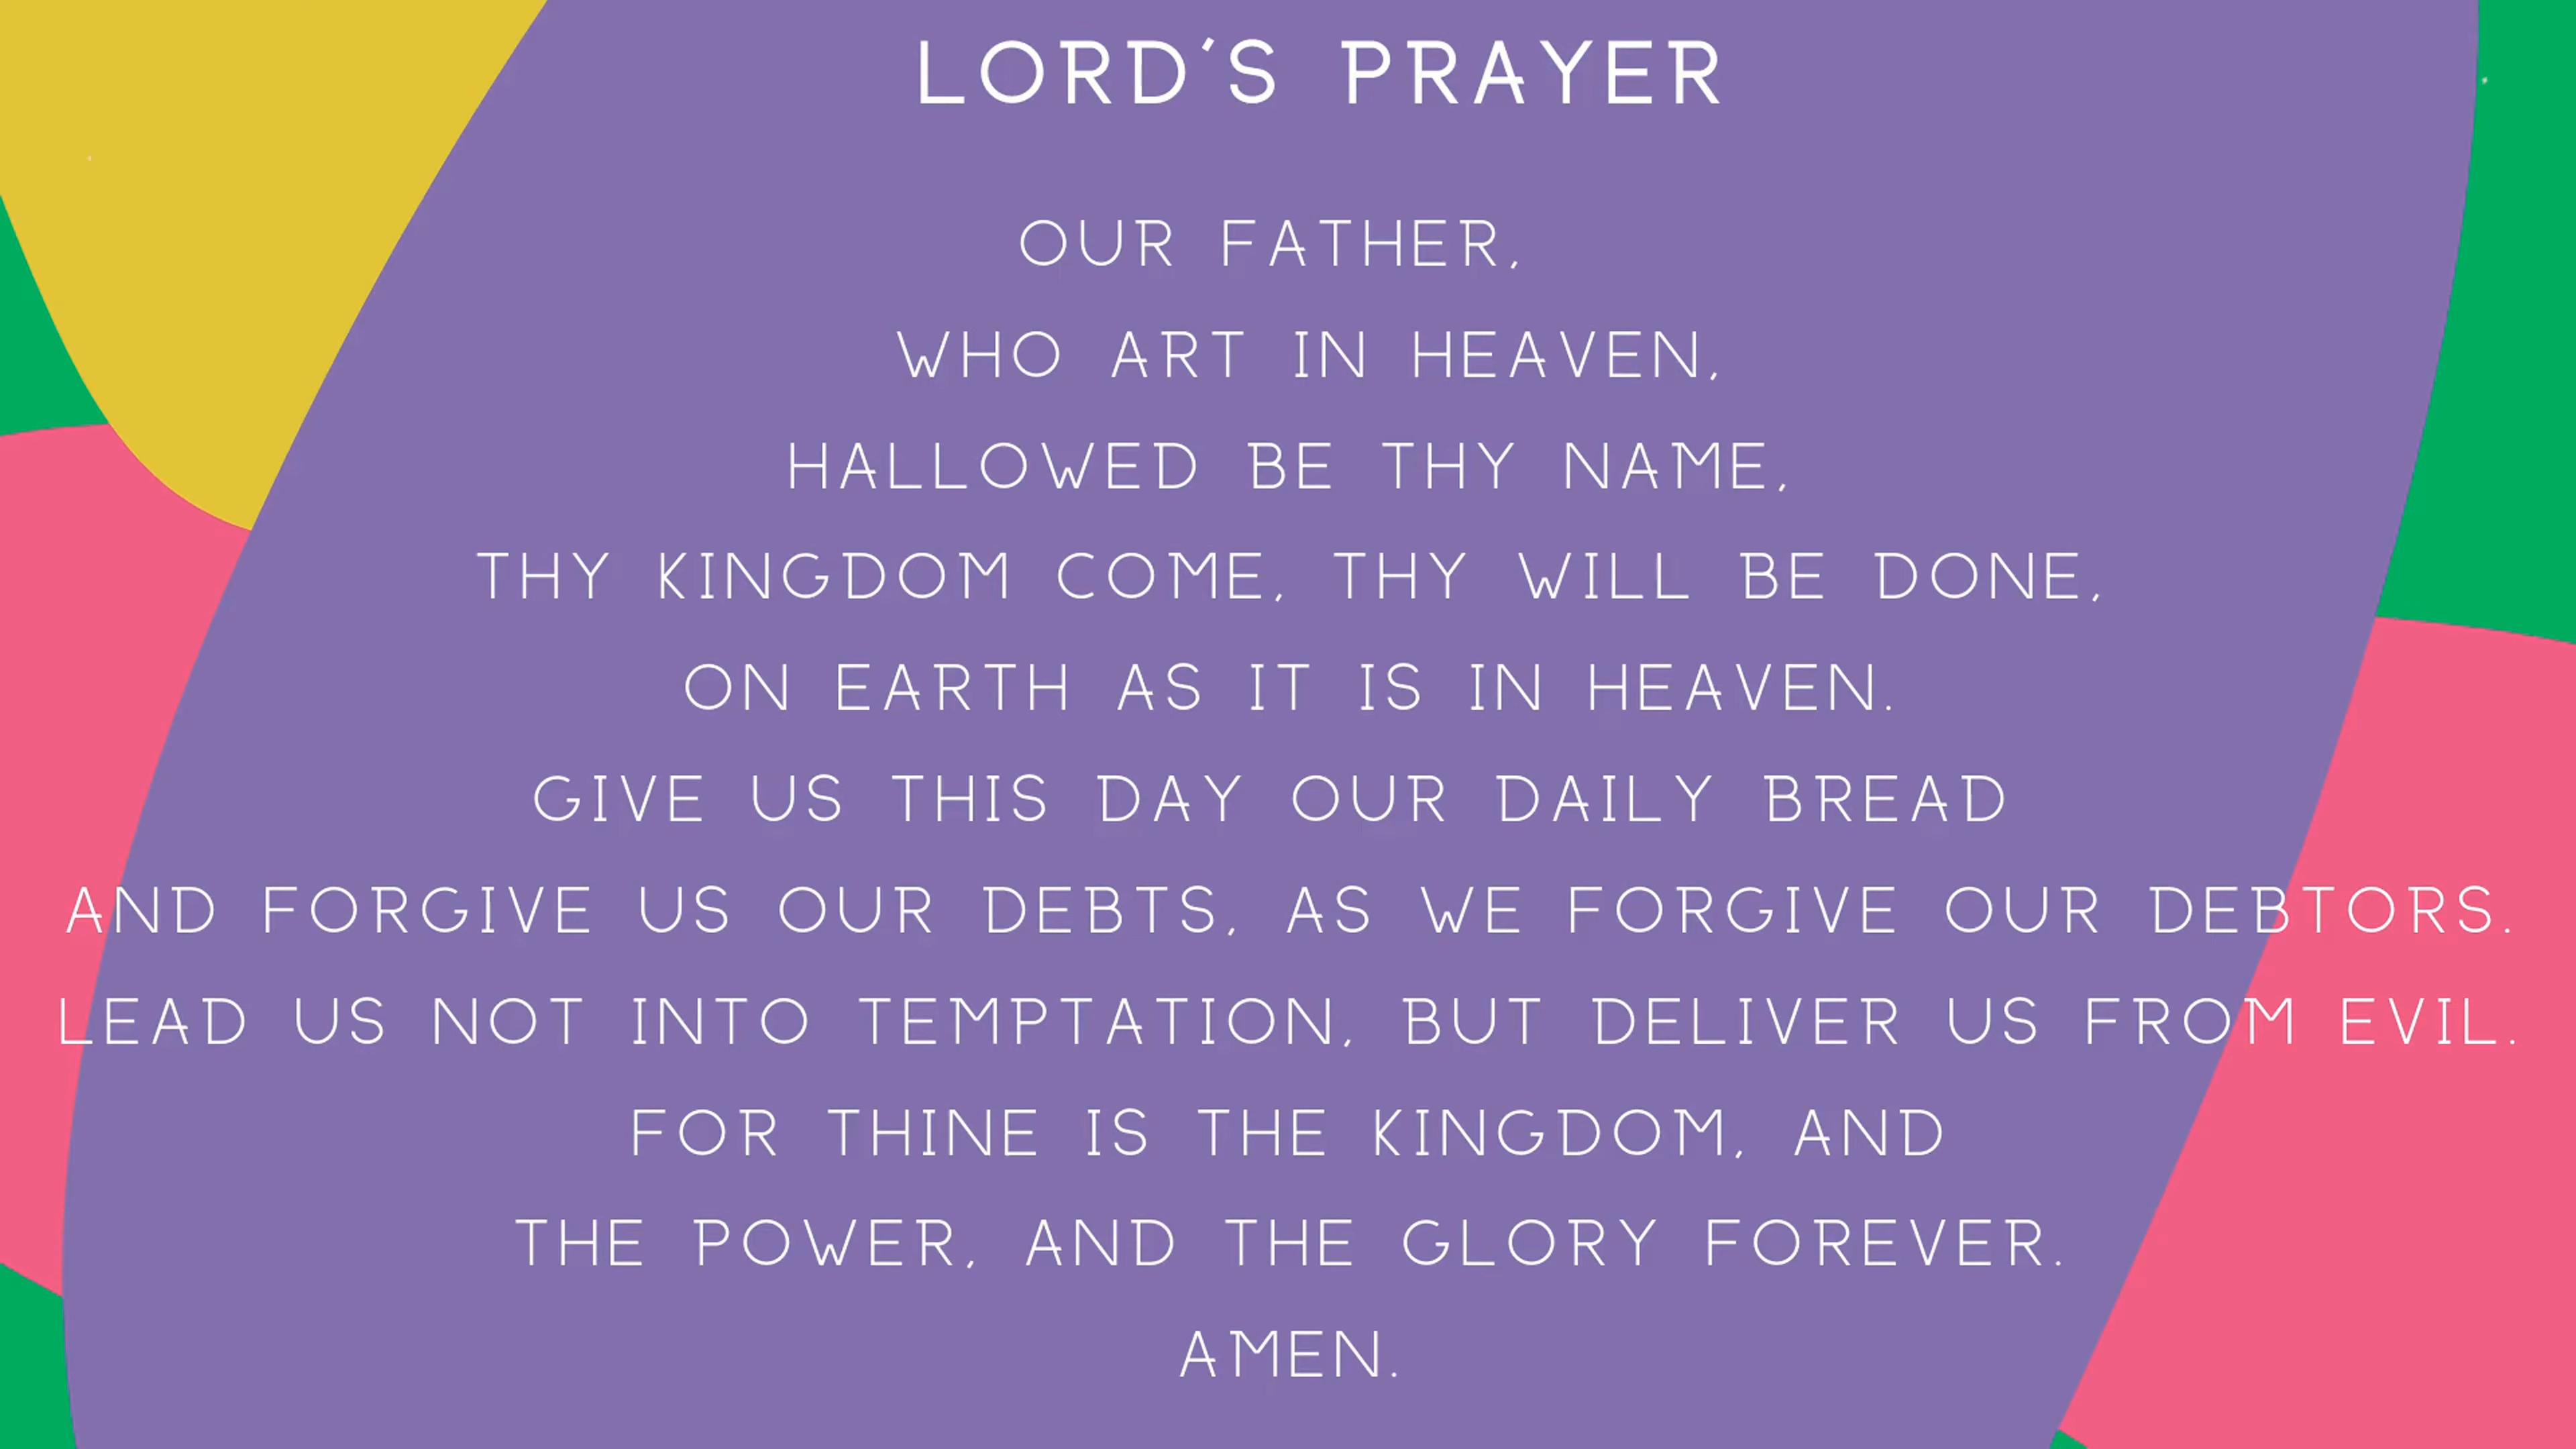 LORD'S PRAYER
OUR FATHER,
WHO ART IN HEAVEN,
HALLOWED BE THY NAME,
THY KINGDOM COME, THY WILL BE DONE,
ON EARTH AS IT IS IN HEAVEN.
GIVE US THIS DAY OUR DAILY BREAD
AND FORGIVE US OUR DEBTS, AS WE FORGIVE OUR DEBTORS.
LEAD US NOT INTO TEMPTATION, BUT DELIVER US FROM EVIL.
FOR THINE IS THE KINGDOM, AND
THE POWER, AND THE GLORY FOREVER.
AMEN.